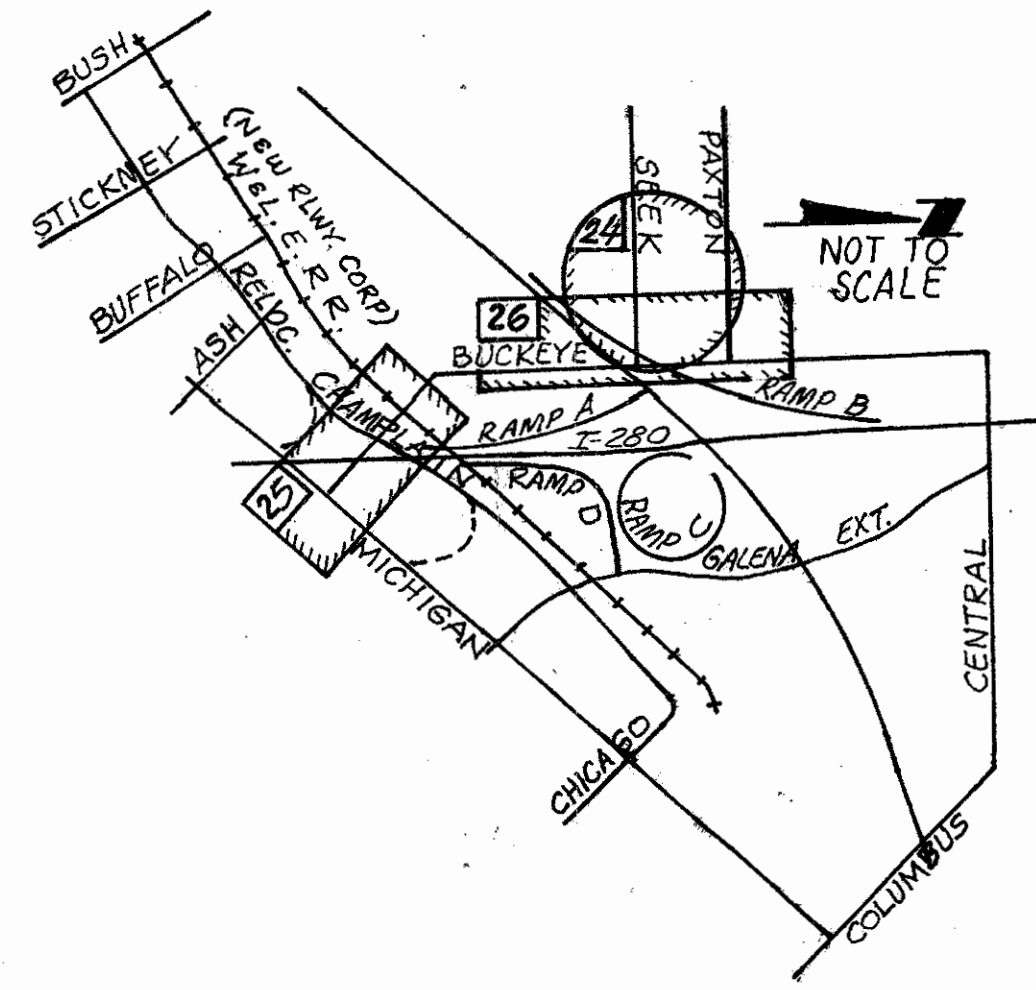 BUSH
STICKNEY
(NEW RLWY. CORP)
W&L. E. R R.
BUFFALO
RELOC.
CHAMPLAIN
ASH
SEEK
PAXTON
24
NOT TO
SCALE
26
BUCKEYE
RAMP A
RAMP B
I-280
RAMP D
RAMP C
25
MICHIGAN
GALENA EXT.
CENTRAL
CHICAGO
COLUMBUS